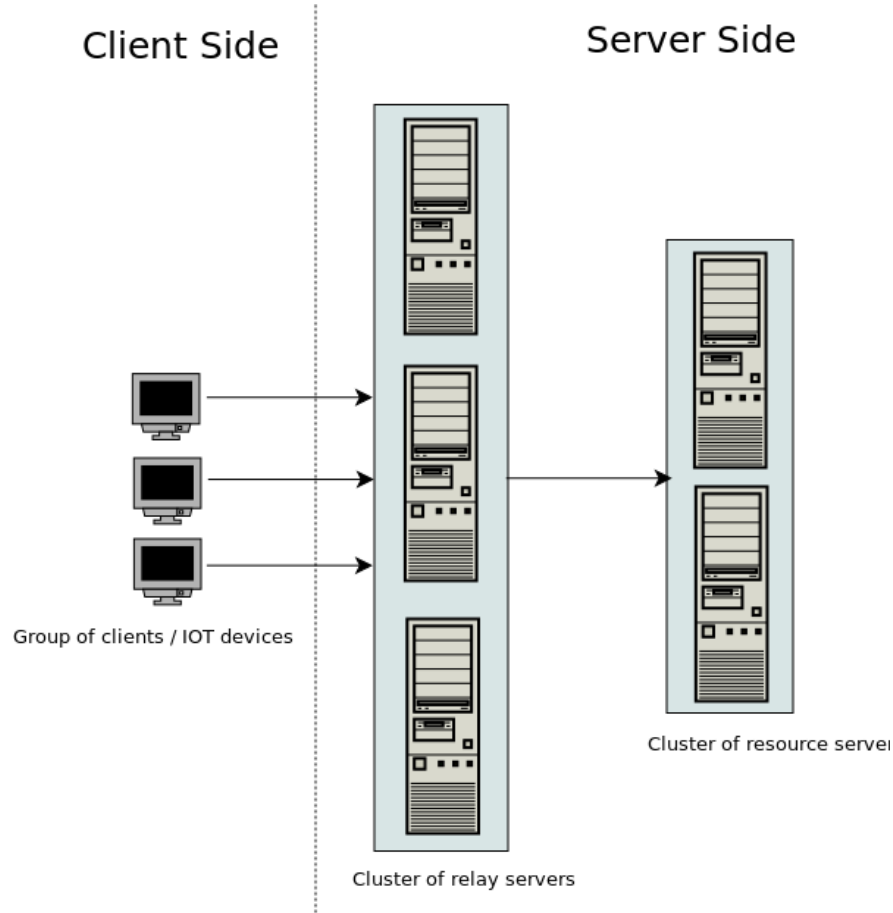 Client Side
Server Side
Group of clients / IOT devices
Cluster of resource server
Cluster of relay servers